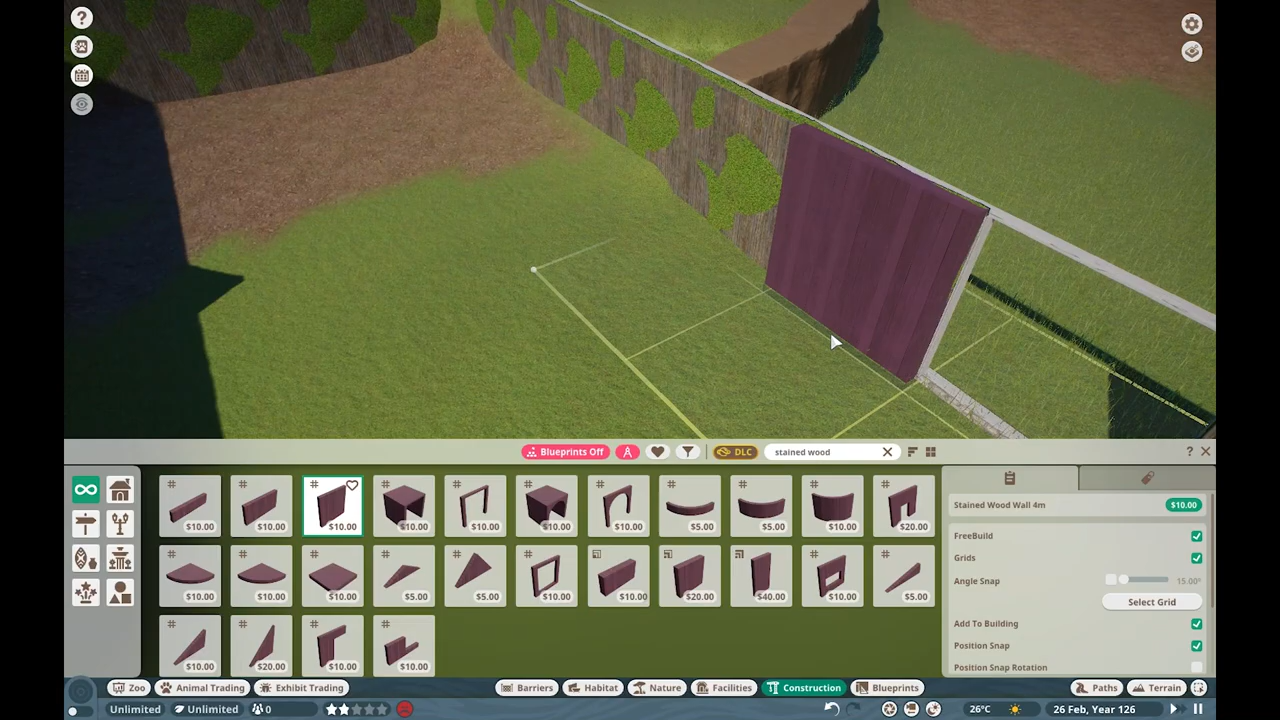 ?
Blueprints Off
DLC
stained wood
?
$10.00 $10.00 $10.00 $10.00 $10.00 $10.00 $10.00 $5.00 $5.00 $10.00 $20.00
$10.00 $10.00 $10.00 $5.00 $5.00 $10.00 $10.00 $20.00 $40.00 $10.00 $5.00
$10.00 $20.00 $10.00 $10.00
Stained Wood Wall 4m $10.00
FreeBuild
Grids
Angle Snap 15.00°
Select Grid
Add To Building
Position Snap
Position Snap Rotation
Zoo Animal Trading Exhibit Trading Barriers Habitat Nature Facilities Construction Blueprints Paths Terrain
Unlimited Unlimited 0 26°C 26 Feb, Year 126